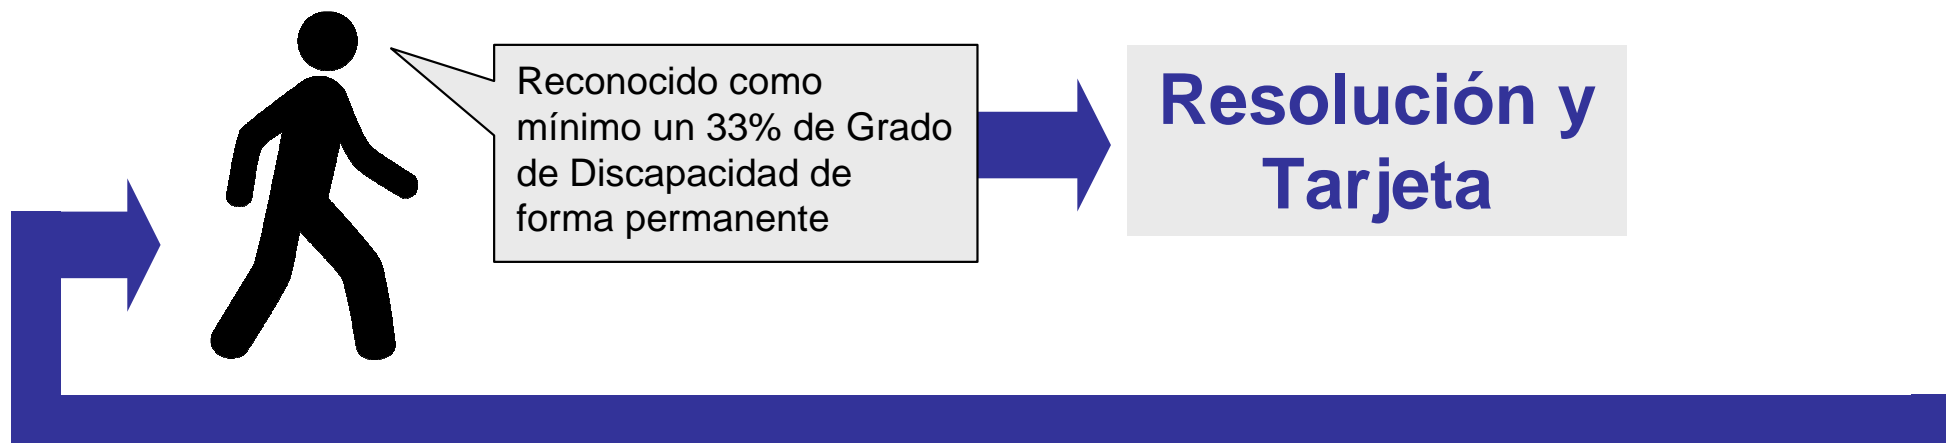 Reconocido como
mínimo un 33% de Grado
de Discapacidad de
forma permanente
Resolución y
Tarjeta